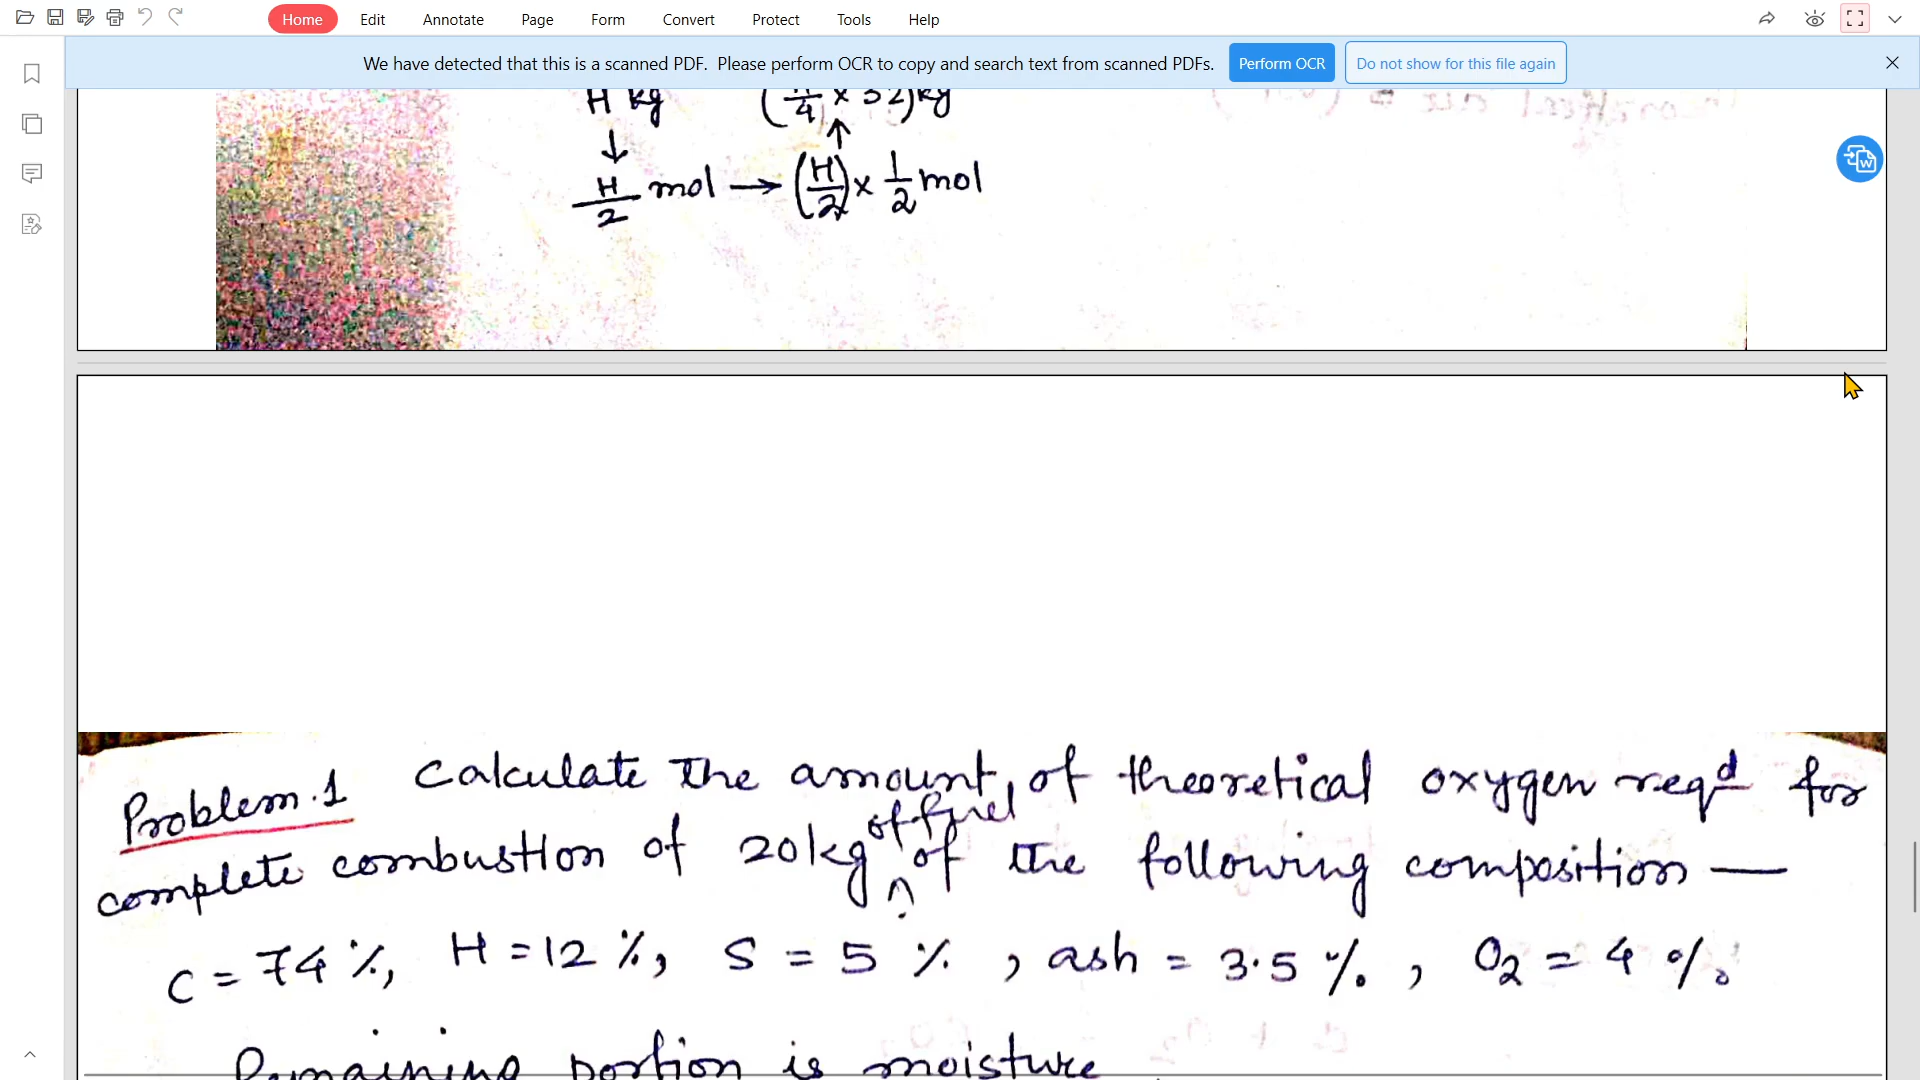 Home Edit Annotate Page Form Convert Protect Tools Help
We have detected that this is a scanned PDF. Please perform OCR to copy and search text from scanned PDFs. Perform OCR Do not show for this file again
H kg (H/4 × 32)kg
↓ ↑
H/2 mol → (H/2) × 1/2 mol
Problem.1 Calculate the amount of theoretical oxygen reqd for
complete combustion of 20kg of fuel of the following composition —
C = 74 %, H = 12 %, S = 5 %, ash = 3.5 %, O2 = 4 %.
Remaining portion is moisture.